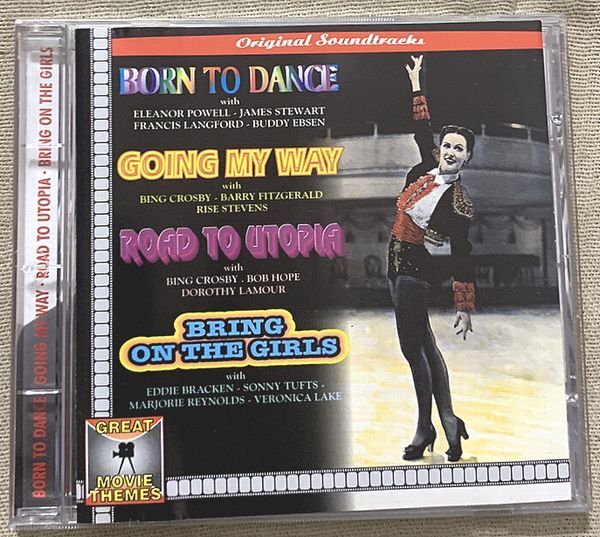 Original Soundtracks
BORN TO DANCE
with
ELEANOR POWELL - JAMES STEWART
FRANCIS LANGFORD - BUDDY EBSEN
GOING MY WAY
with
BING CROSBY - BARRY FITZGERALD
RISE STEVENS
ROAD TO UTOPIA
with
BING CROSBY . BOB HOPE
DOROTHY LAMOUR
BRING
ON THE GIRLS
with
EDDIE BRACKEN - SONNY TUFTS -
MARJORIE REYNOLDS - VERONICA LAKE
GREAT
MOVIE
THEMES
BORN TO DANCE · GOING MY WAY · ROAD TO UTOPIA · BRING ON THE GIRLS